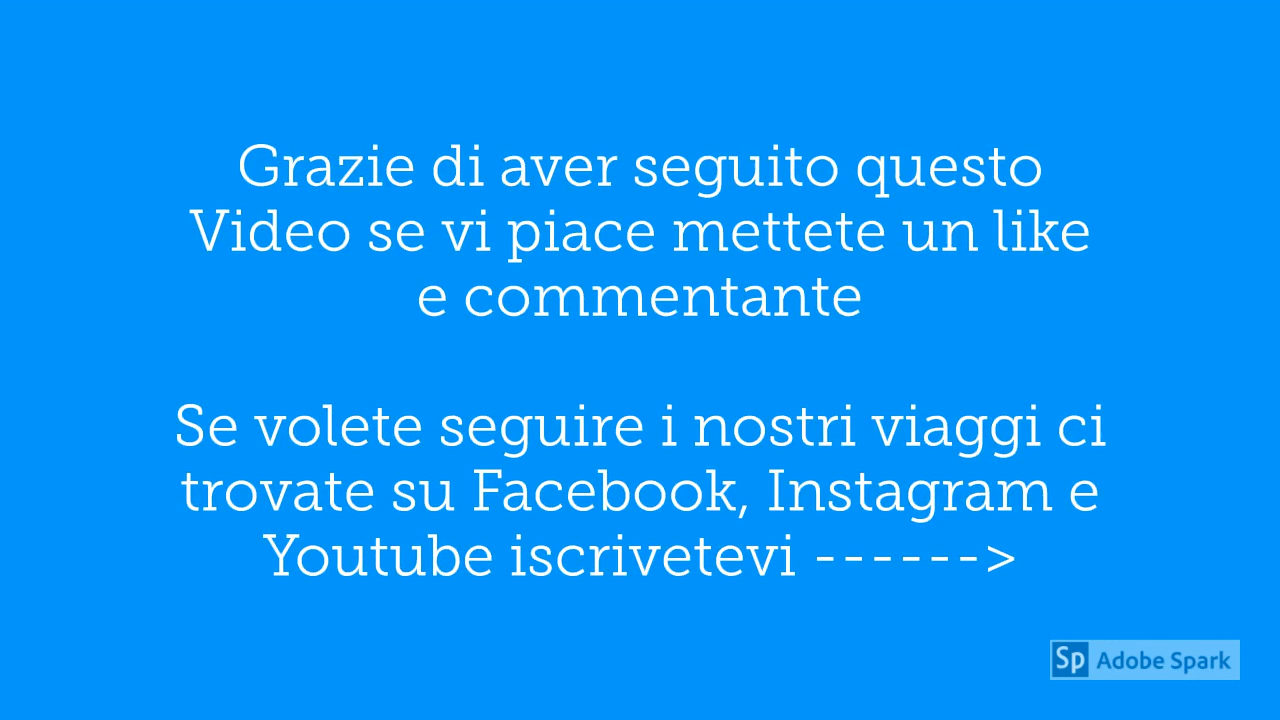 Grazie di aver seguito questo
Video se vi piace mettete un like
e commentante
Se volete seguire i nostri viaggi ci
trovate su Facebook, Instagram e
Youtube iscrivetevi ------>
Sp Adobe Spark